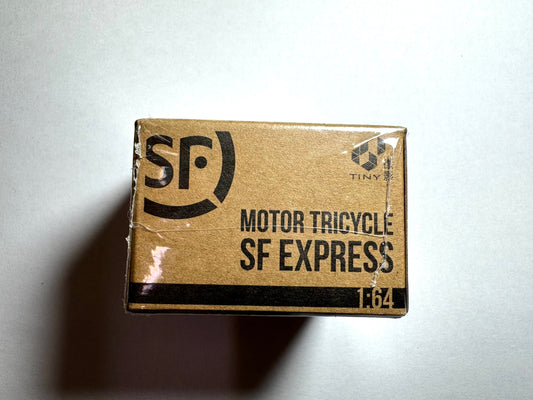 SF
TINY
MOTOR TRICYCLE
SF EXPRESS
1:64